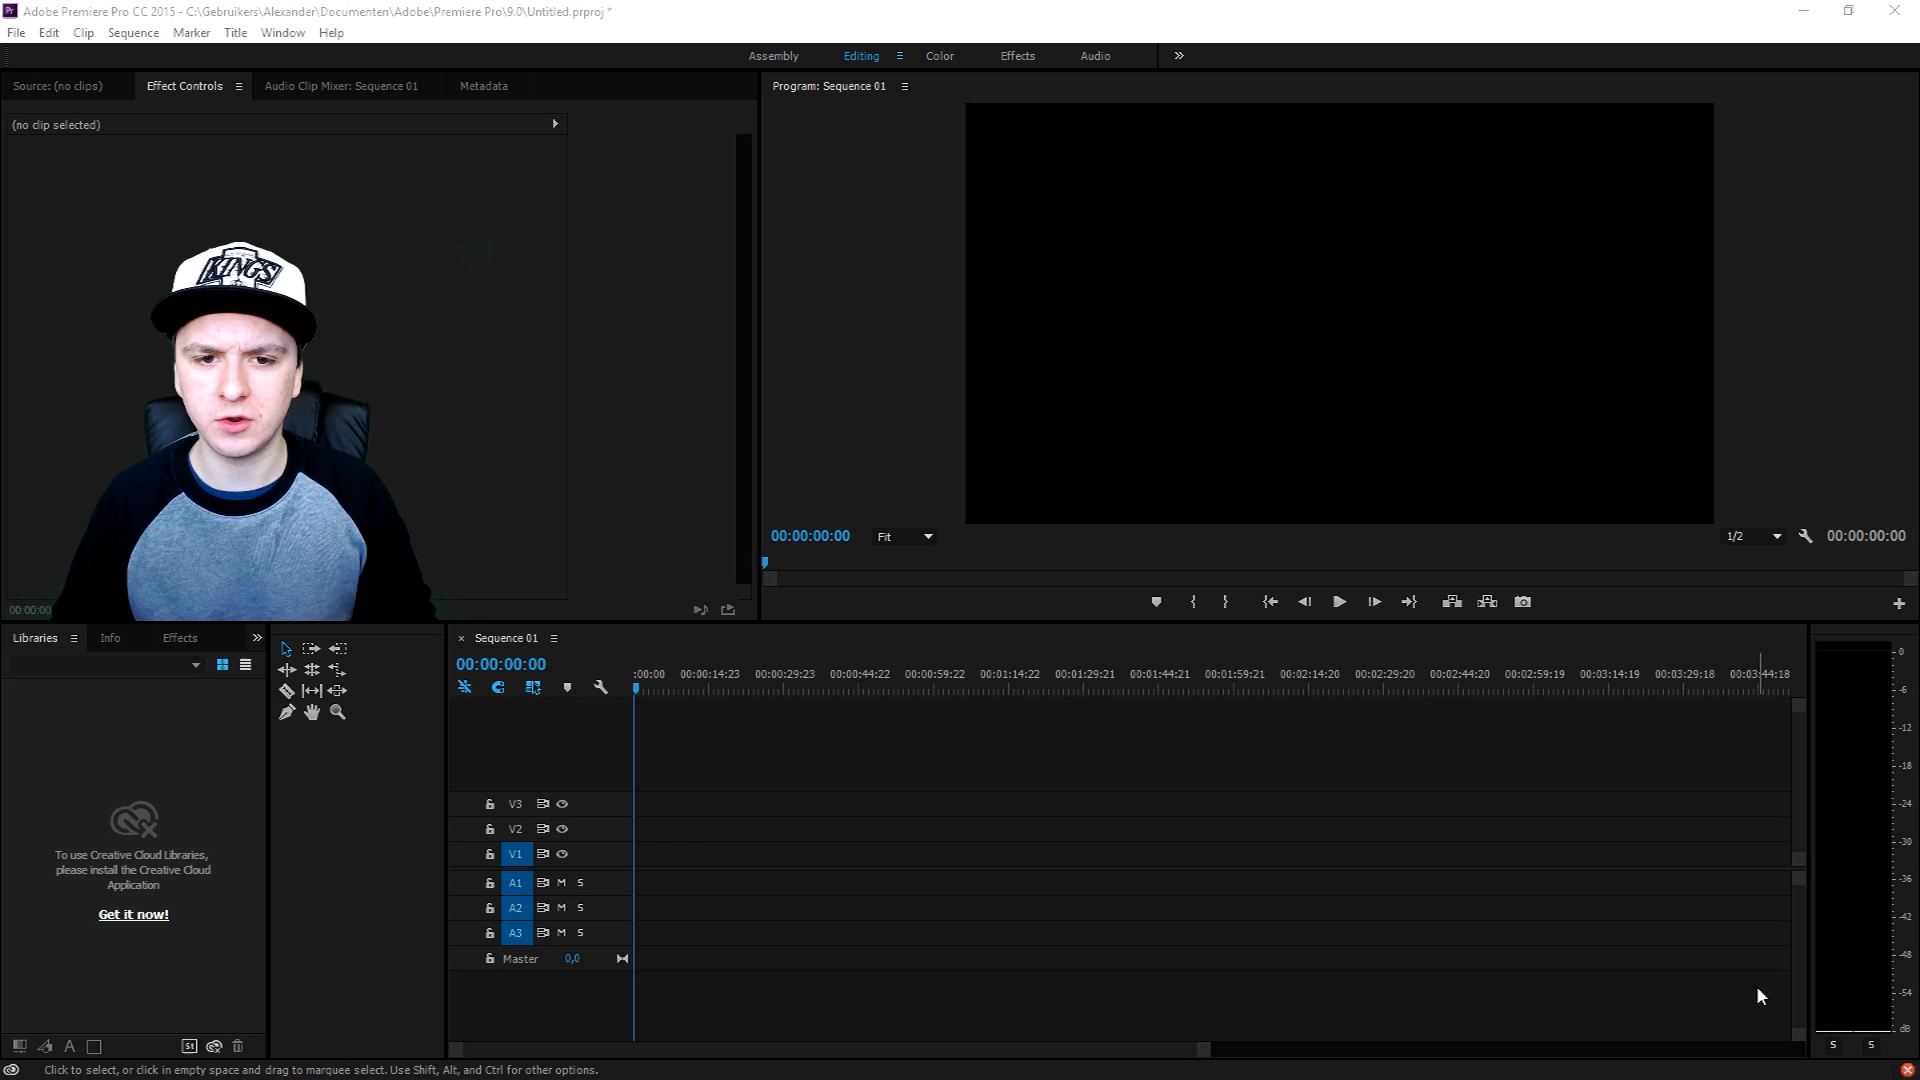 Adobe Premiere Pro CC 2015 - C:\Gebruikers\Alexander\Documenten\Adobe\Premiere Pro\9.0\Untitled.prproj *
File Edit Clip Sequence Marker Title Window Help
Assembly Editing Color Effects Audio
Source: (no clips) Effect Controls Audio Clip Mixer: Sequence 01 Metadata
Program: Sequence 01
(no clip selected)
KINGS
00:00:00:00 Fit 1/2 00:00:00:00
00:00:00
Libraries Info Effects
Sequence 01
00:00:00:00
:00:00 00:00:14:23 00:00:29:23 00:00:44:22 00:00:59:22 00:01:14:22 00:01:29:21 00:01:44:21 00:01:59:21 00:02:14:20 00:02:29:20 00:02:44:20 00:02:59:19 00:03:14:19 00:03:29:18 00:03:44:18
V3
V2
V1
A1 M S
A2 M S
A3 M S
Master 0,0
To use Creative Cloud Libraries,
please install the Creative Cloud
Application
Get it now!
0
-6
-12
-18
-24
-30
-36
-42
-48
-54
dB
S S
St
Click to select, or click in empty space and drag to marquee select. Use Shift, Alt, and Ctrl for other options.